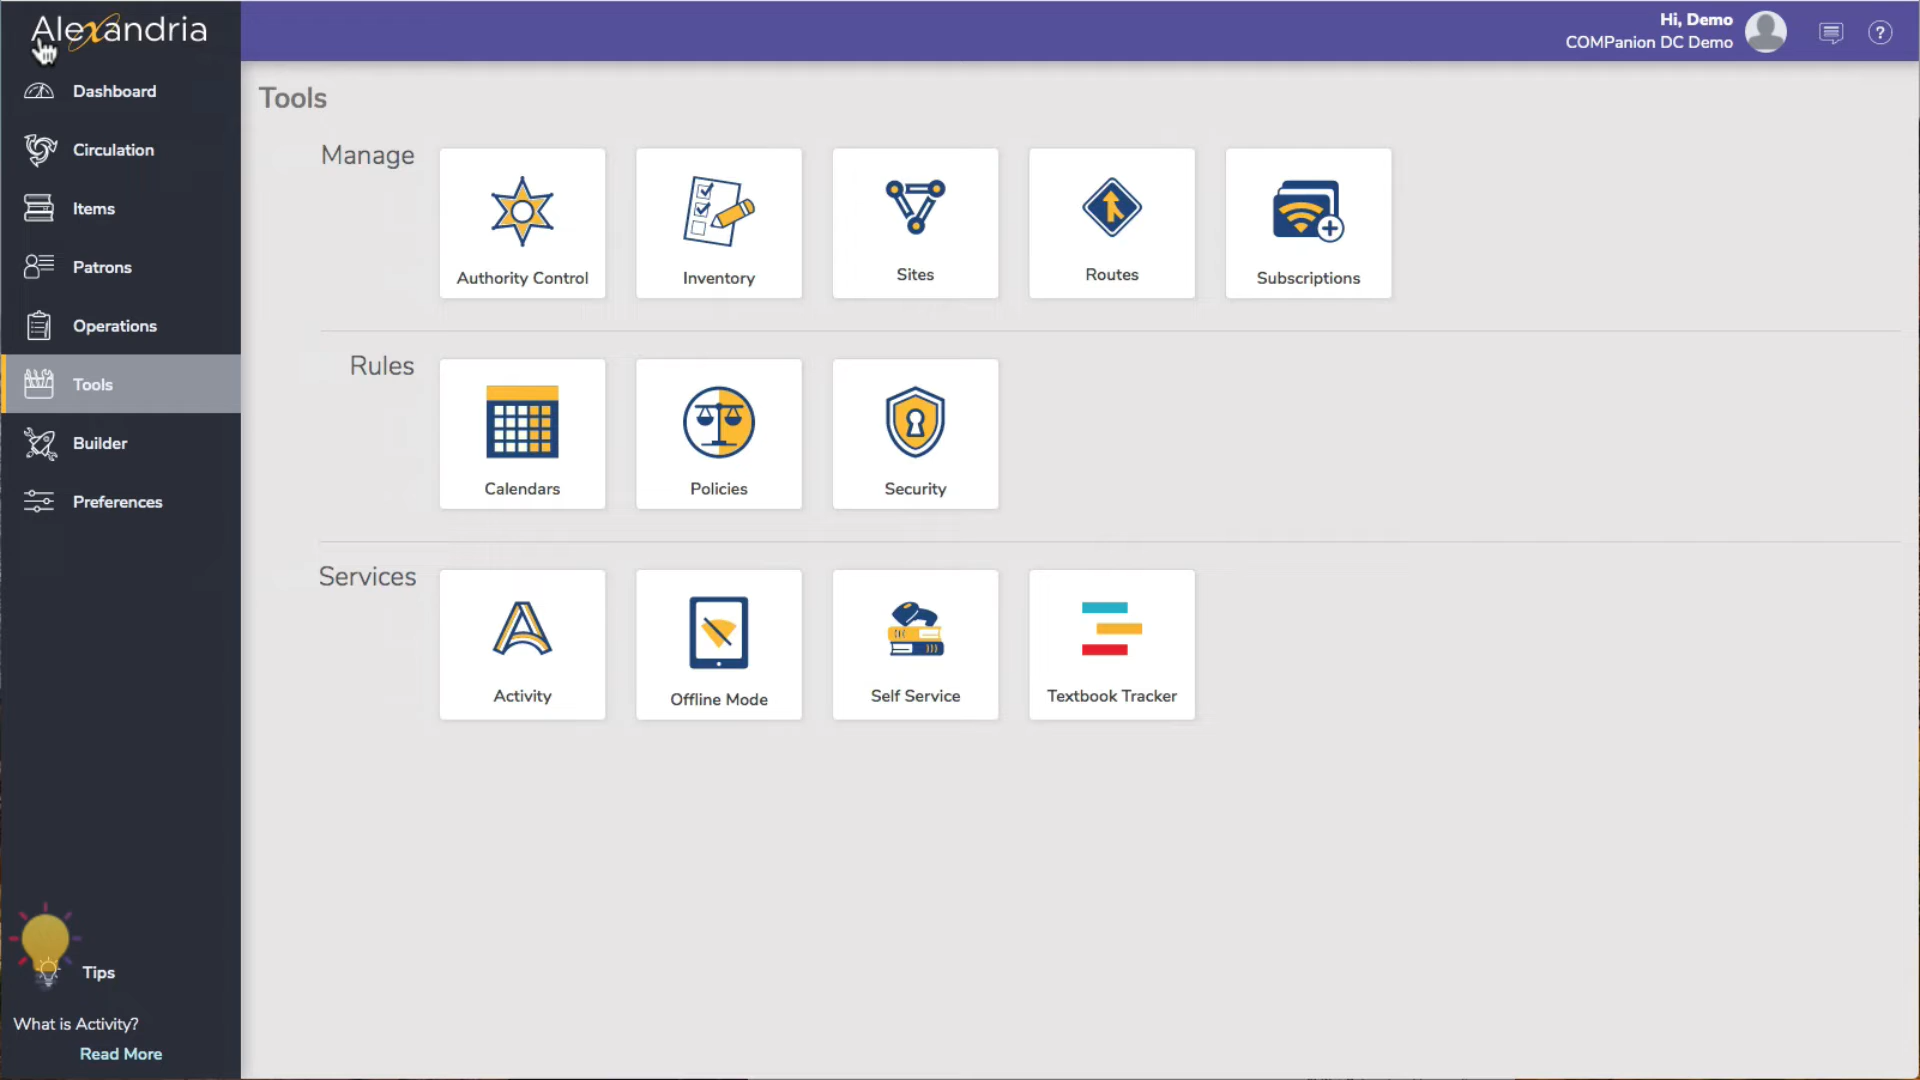 Alexandria
Hi, Demo
COMPanion DC Demo
Dashboard
Circulation
Items
Patrons
Operations
Tools
Builder
Preferences
Tips
What is Activity?
Read More
Tools
Manage
Authority Control
Inventory
Sites
Routes
Subscriptions
Rules
Calendars
Policies
Security
Services
Activity
Offline Mode
Self Service
Textbook Tracker